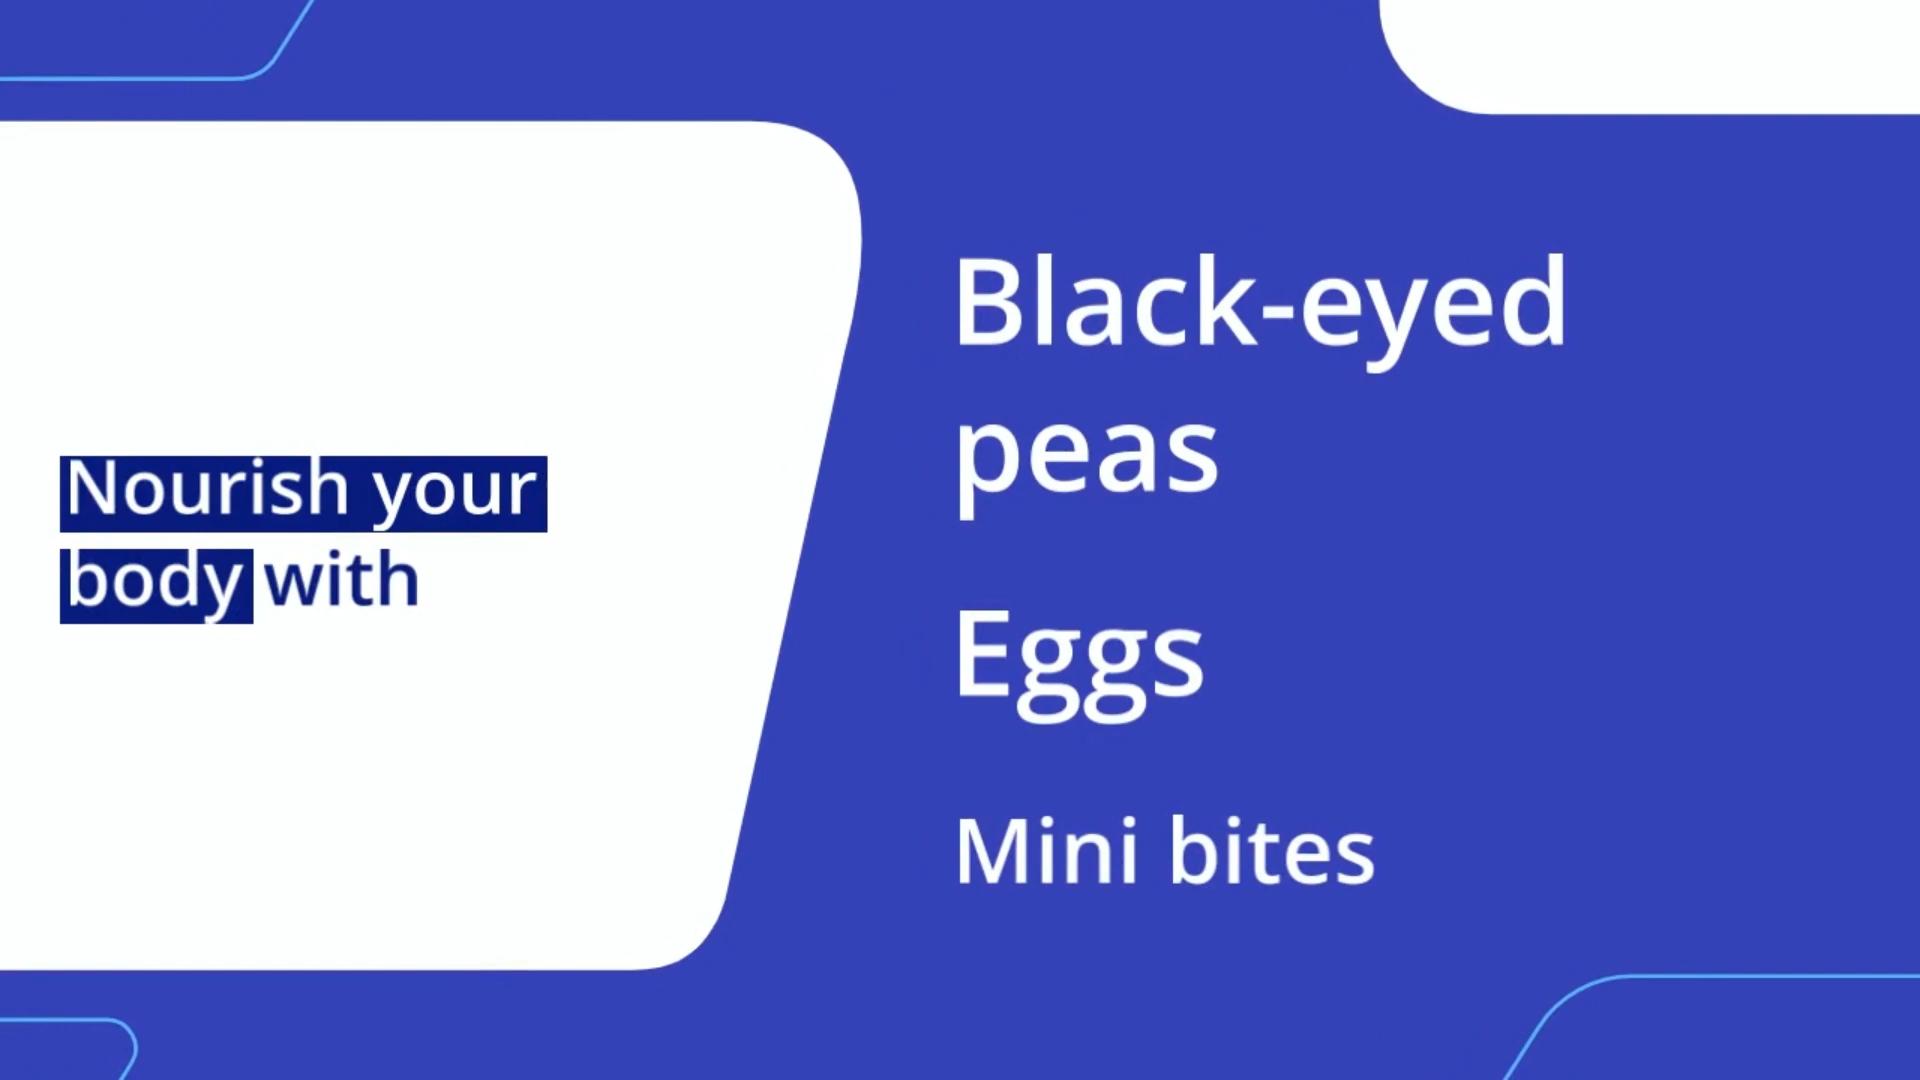 Nourish your
body with
Black-eyed
peas
Eggs
Mini bites